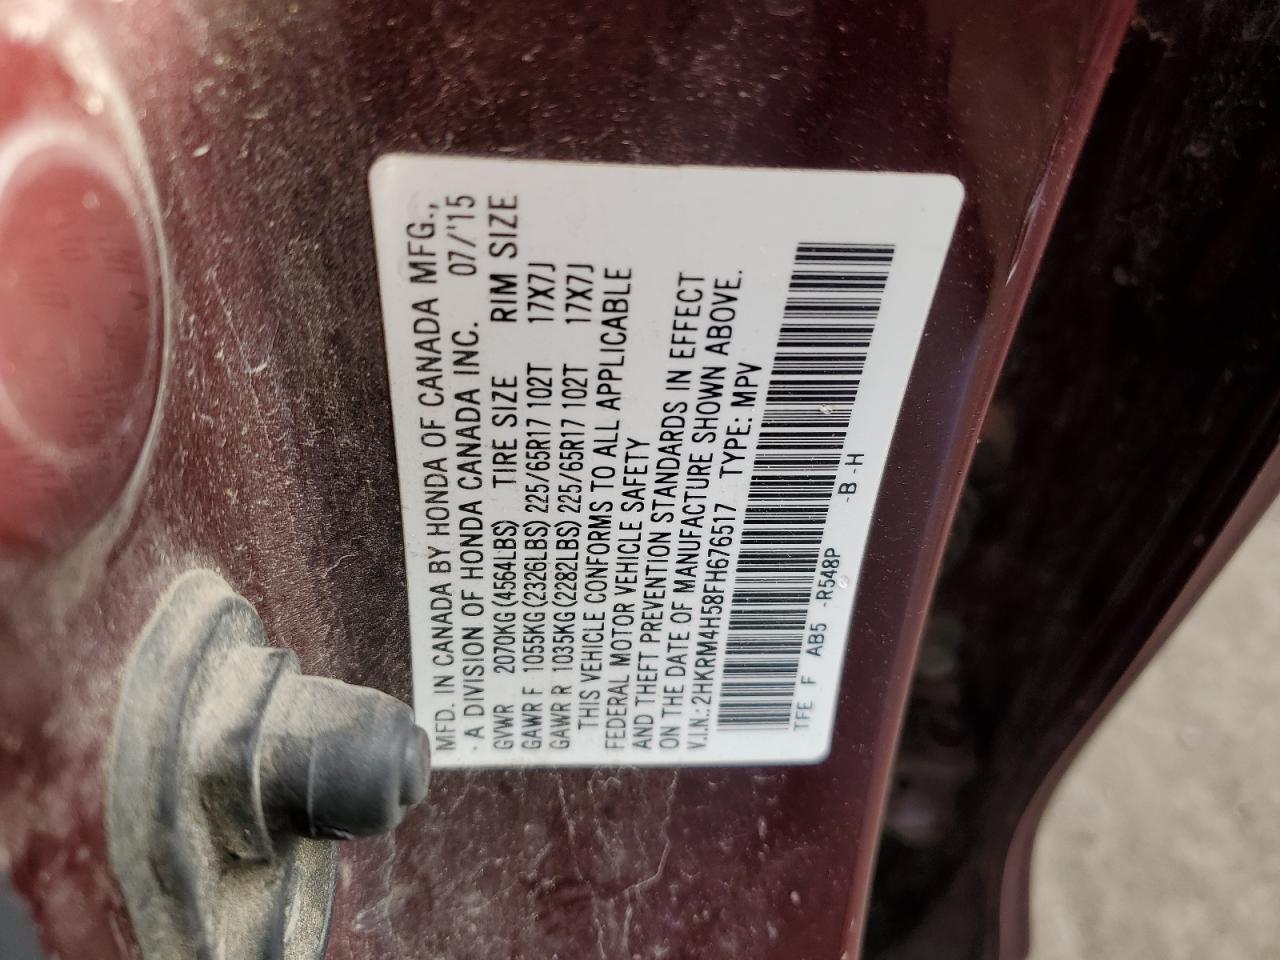 MFD. IN CANADA BY HONDA OF CANADA MFG.,
·A DIVISION OF HONDA CANADA INC. 07/'15
GVWR 2070KG(4564LBS) TIRE SIZE RIM SIZE
GAWR F 1055KG(2326LBS) 225/65R17 102T 17X7J
GAWR R 1035KG(2282LBS) 225/65R17 102T 17X7J
·THIS VEHICLE CONFORMS TO ALL APPLICABLE
FEDERAL MOTOR VEHICLE SAFETY
AND THEFT PREVENTION STANDARDS IN EFFECT
ON THE DATE OF MANUFACTURE SHOWN ABOVE.
V.I.N.:2HKRM4H58FH676517 TYPE: MPV
TFE F AB5 -R548P -B -H